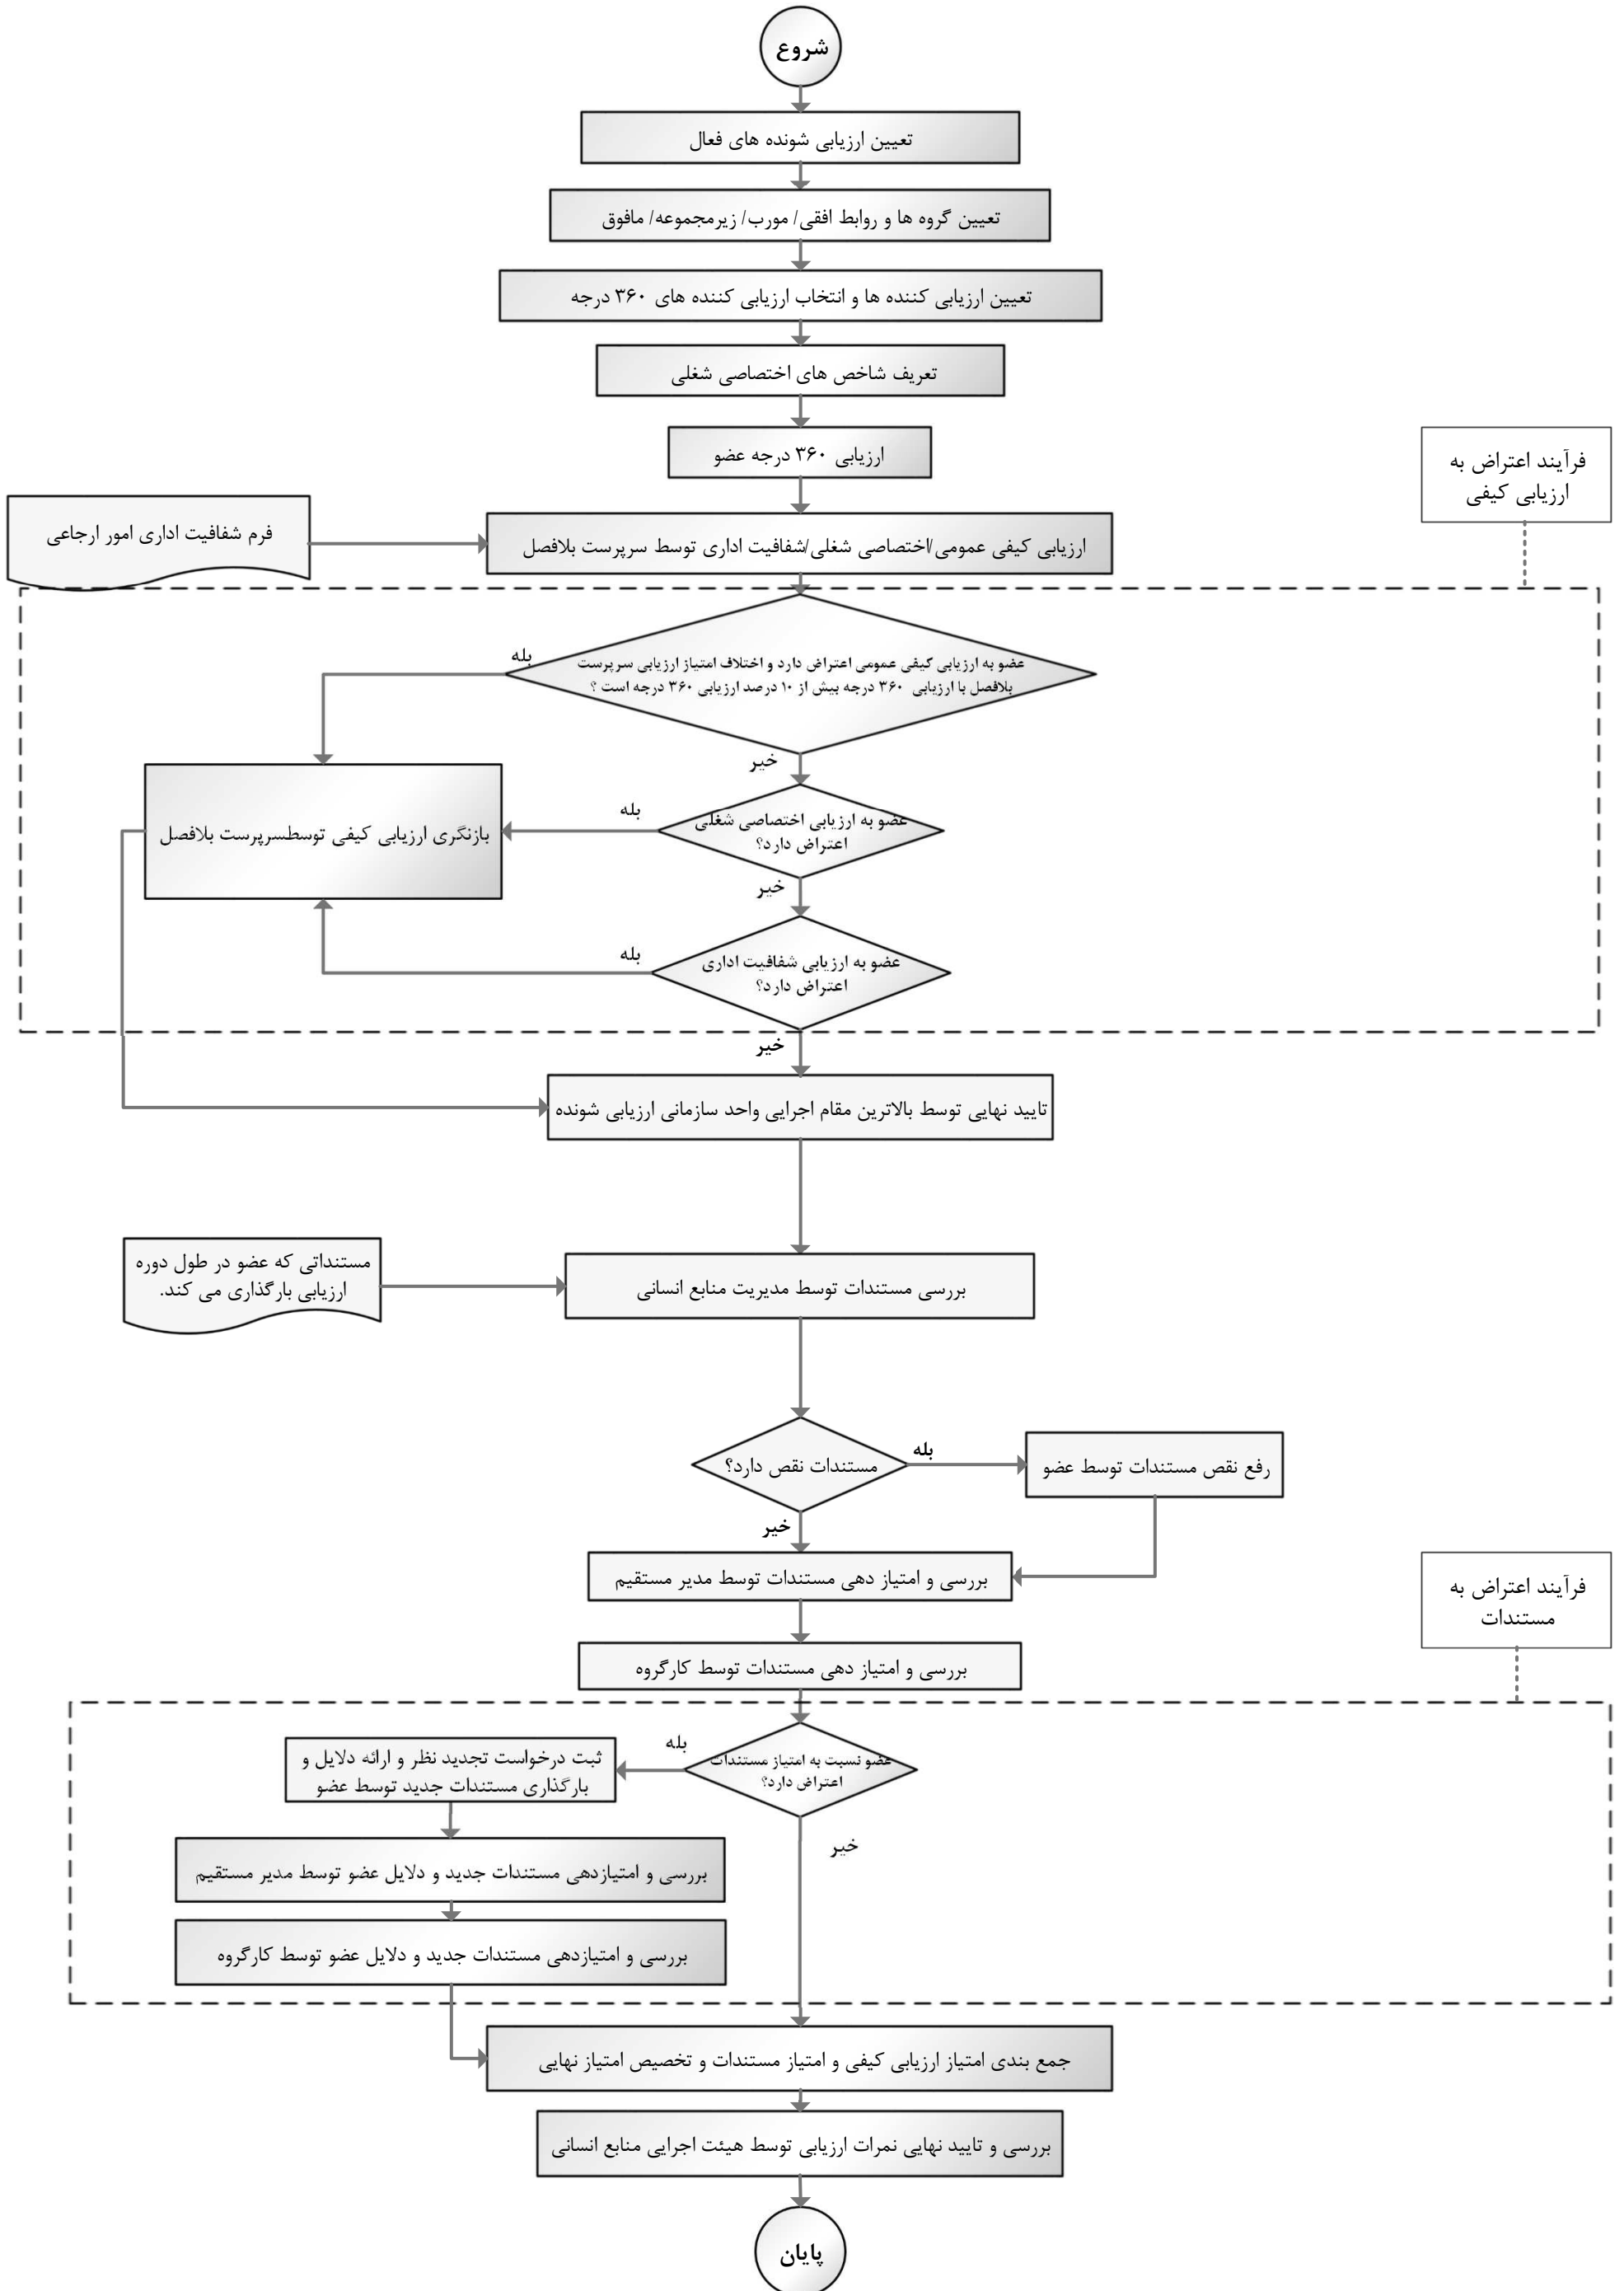 شروع
تعیین ارزیابی شونده های فعال
تعیین گروه ها و روابط افقی/ مورب/ زیرمجموعه/ مافوق
تعیین ارزیابی کننده ها و انتخاب ارزیابی کننده های ۳۶۰ درجه
تعریف شاخص های اختصاصی شغلی
ارزیابی ۳۶۰ درجه عضو
فرآیند اعتراض به
ارزیابی کیفی
فرم شفافیت اداری امور ارجاعی
ارزیابی کیفی عمومی/اختصاصی شغلی/شفافیت اداری توسط سرپرست بلافصل
عضو به ارزیابی کیفی عمومی اعتراض دارد و اختلاف امتیاز ارزیابی سرپرست
بلافصل با ارزیابی ۳۶۰ درجه بیش از ۱۰ درصد ارزیابی ۳۶۰ درجه است ؟
بله
خیر
عضو به ارزیابی اختصاصی شغلی
اعتراض دارد؟
بله
بازنگری ارزیابی کیفی توسطسرپرست بلافصل
خیر
عضو به ارزیابی شفافیت اداری
اعتراض دارد؟
بله
خیر
تایید نهایی توسط بالاترین مقام اجرایی واحد سازمانی ارزیابی شونده
مستنداتی که عضو در طول دوره
ارزیابی بارگذاری می کند.
بررسی مستندات توسط مدیریت منابع انسانی
مستندات نقص دارد؟
بله
رفع نقص مستندات توسط عضو
خیر
بررسی و امتیاز دهی مستندات توسط مدیر مستقیم
فرآیند اعتراض به
مستندات
بررسی و امتیاز دهی مستندات توسط کارگروه
عضو نسبت به امتیاز مستندات
اعتراض دارد؟
بله
ثبت درخواست تجدید نظر و ارائه دلایل و
بارگذاری مستندات جدید توسط عضو
خیر
بررسی و امتیازدهی مستندات جدید و دلایل عضو توسط مدیر مستقیم
بررسی و امتیازدهی مستندات جدید و دلایل عضو توسط کارگروه
جمع بندی امتیاز ارزیابی کیفی و امتیاز مستندات و تخصیص امتیاز نهایی
بررسی و تایید نهایی نمرات ارزیابی توسط هیئت اجرایی منابع انسانی
پایان